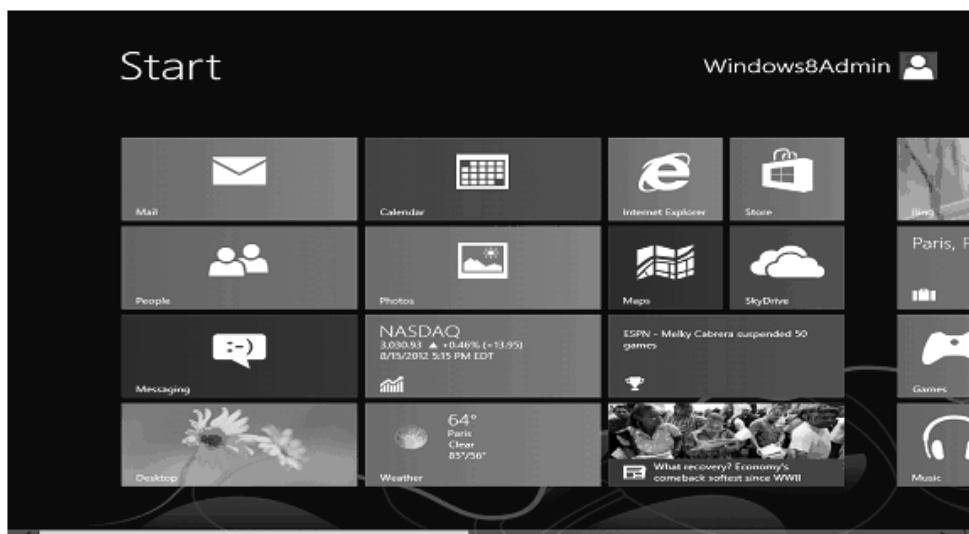 Start
Windows8Admin
Mail
Calendar
Internet Explorer
Store
Bing
People
Photos
Maps
SkyDrive
Paris, F
Messaging
NASDAQ
3,030.93 ▲ +0.46% (+13.95)
8/15/2012 5:15 PM EDT
ESPN - Melky Cabrera suspended 50
games
Games
Desktop
64°
Paris
Clear
85°/56°
Weather
What recovery? Economy's
comeback softest since WWII
Music